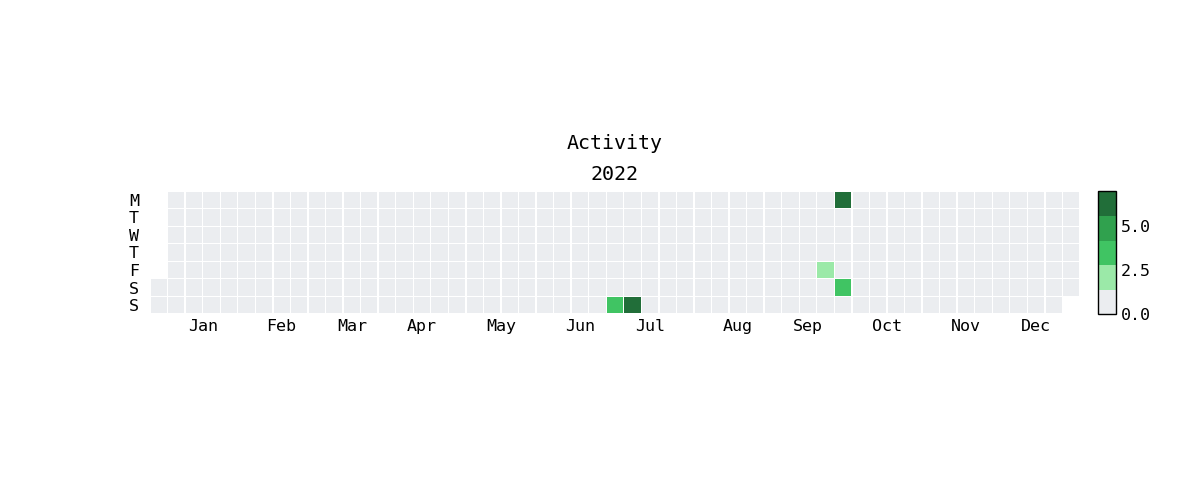 Activity
2022
M
T
W
T
F
S
S
Jan Feb Mar Apr May Jun Jul Aug Sep Oct Nov Dec
5.0
2.5
0.0